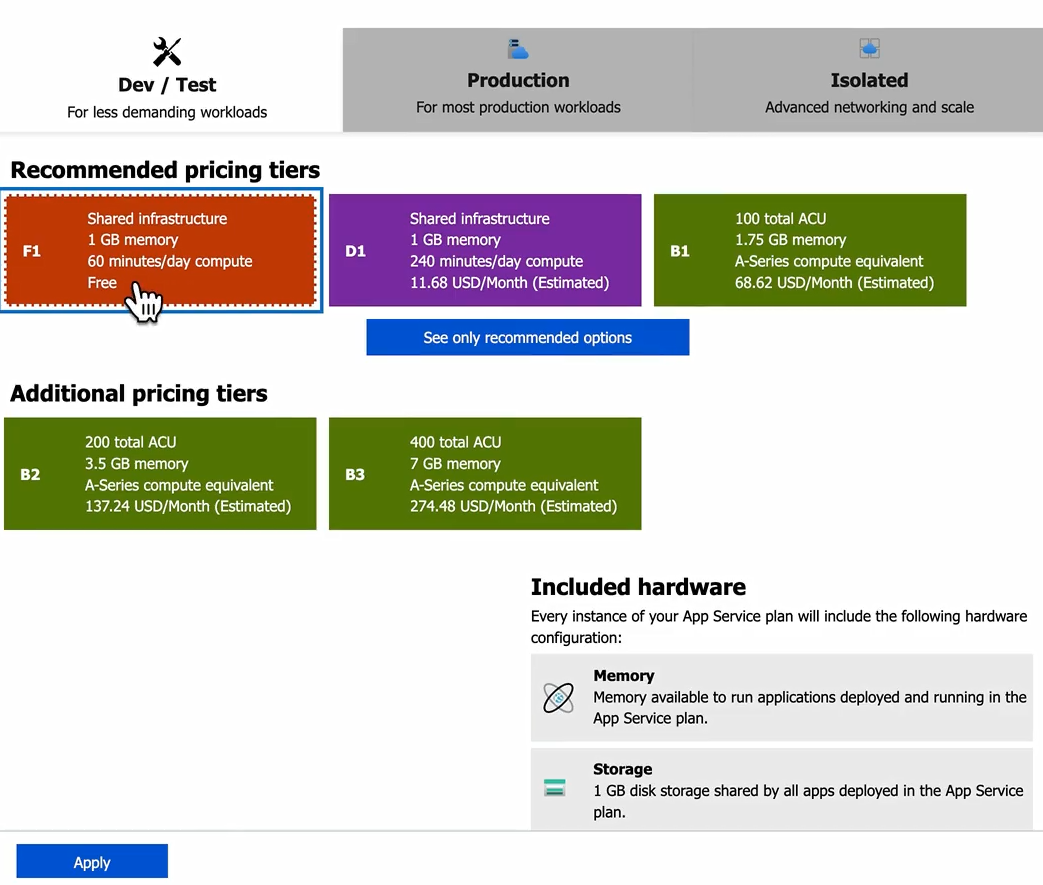 Dev / Test
For less demanding workloads
Production
For most production workloads
Isolated
Advanced networking and scale
Recommended pricing tiers
F1
Shared infrastructure
1 GB memory
60 minutes/day compute
Free
D1
Shared infrastructure
1 GB memory
240 minutes/day compute
11.68 USD/Month (Estimated)
B1
100 total ACU
1.75 GB memory
A-Series compute equivalent
68.62 USD/Month (Estimated)
See only recommended options
Additional pricing tiers
B2
200 total ACU
3.5 GB memory
A-Series compute equivalent
137.24 USD/Month (Estimated)
B3
400 total ACU
7 GB memory
A-Series compute equivalent
274.48 USD/Month (Estimated)
Included hardware
Every instance of your App Service plan will include the following hardware
configuration:
Memory
Memory available to run applications deployed and running in the
App Service plan.
Storage
1 GB disk storage shared by all apps deployed in the App Service
plan.
Apply